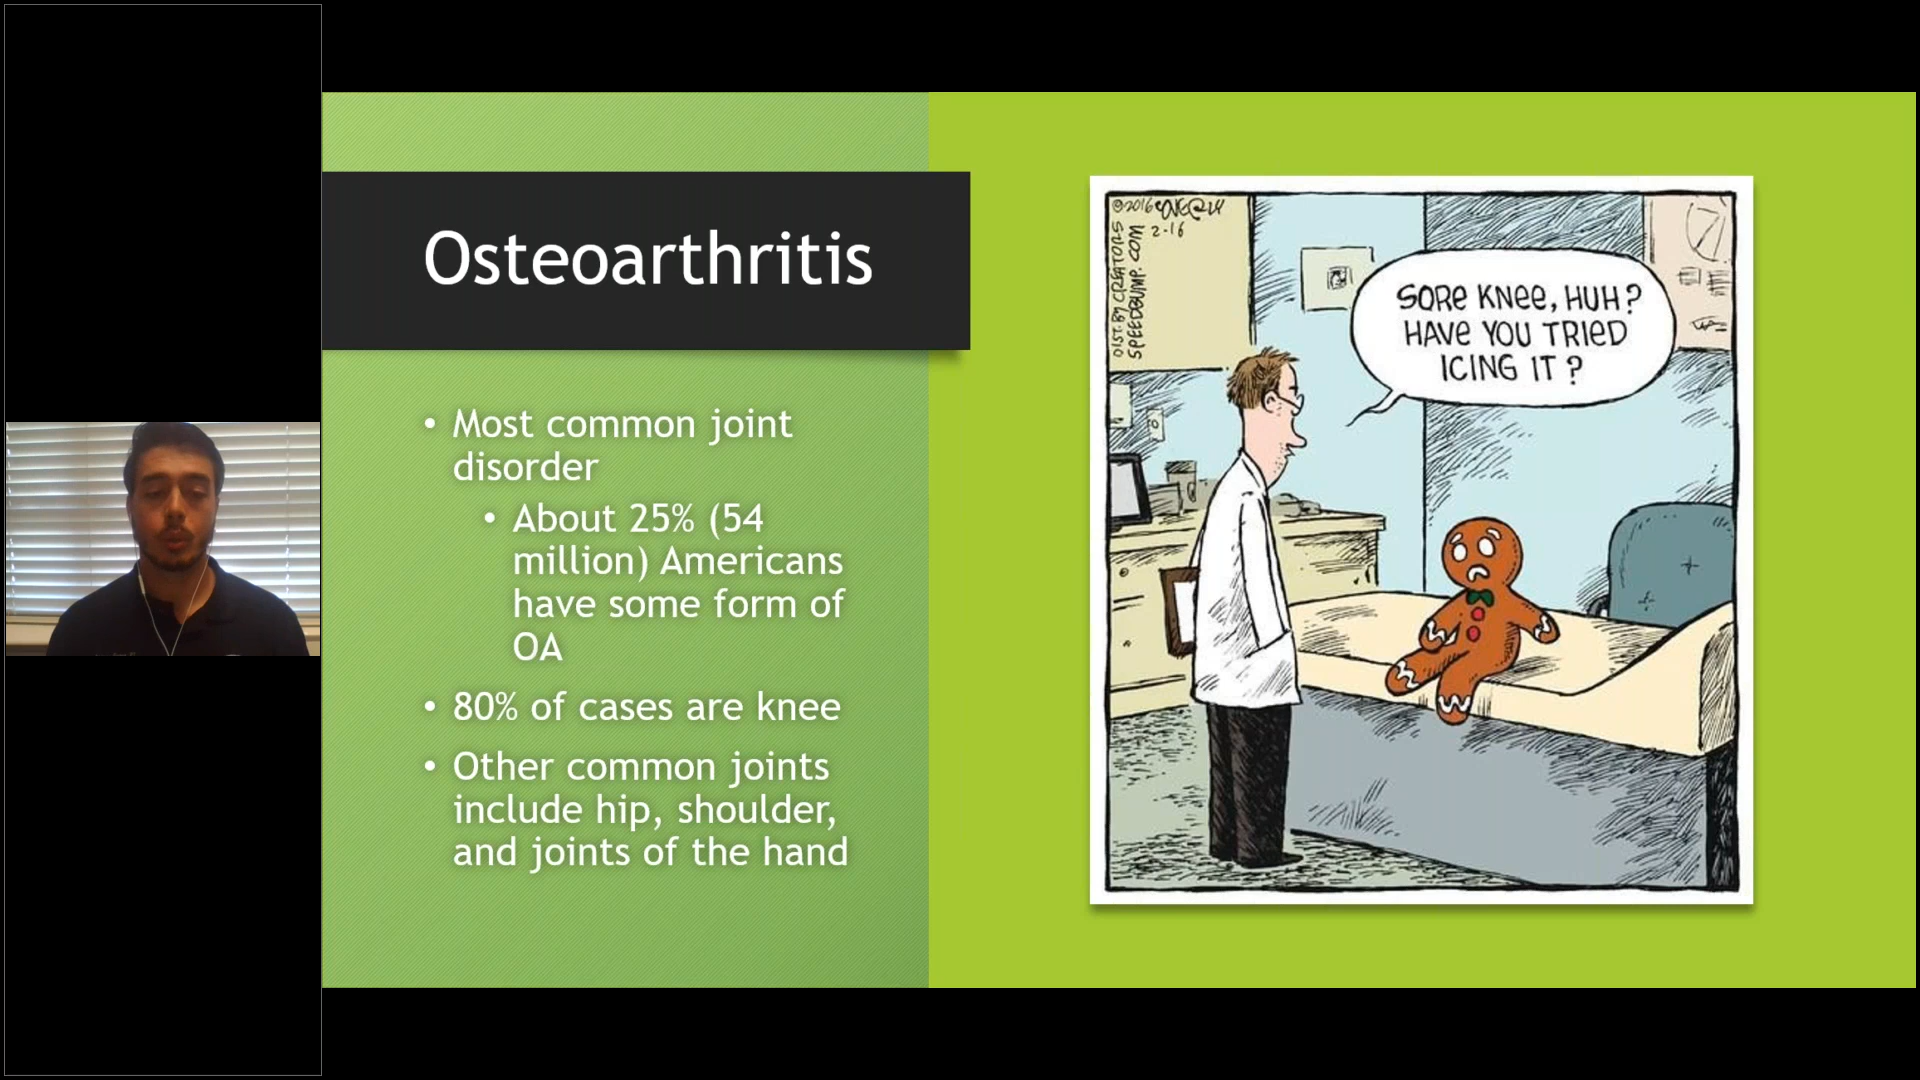 Osteoarthritis
• Most common joint
disorder
• About 25% (54
million) Americans
have some form of
OA
• 80% of cases are knee
• Other common joints
include hip, shoulder,
and joints of the hand
©2016
2-16
DIST. BY CREATORS
SPEEDBUMP.COM
SORE KNEE, HUH?
HAVE YOU TRIED
ICING IT?